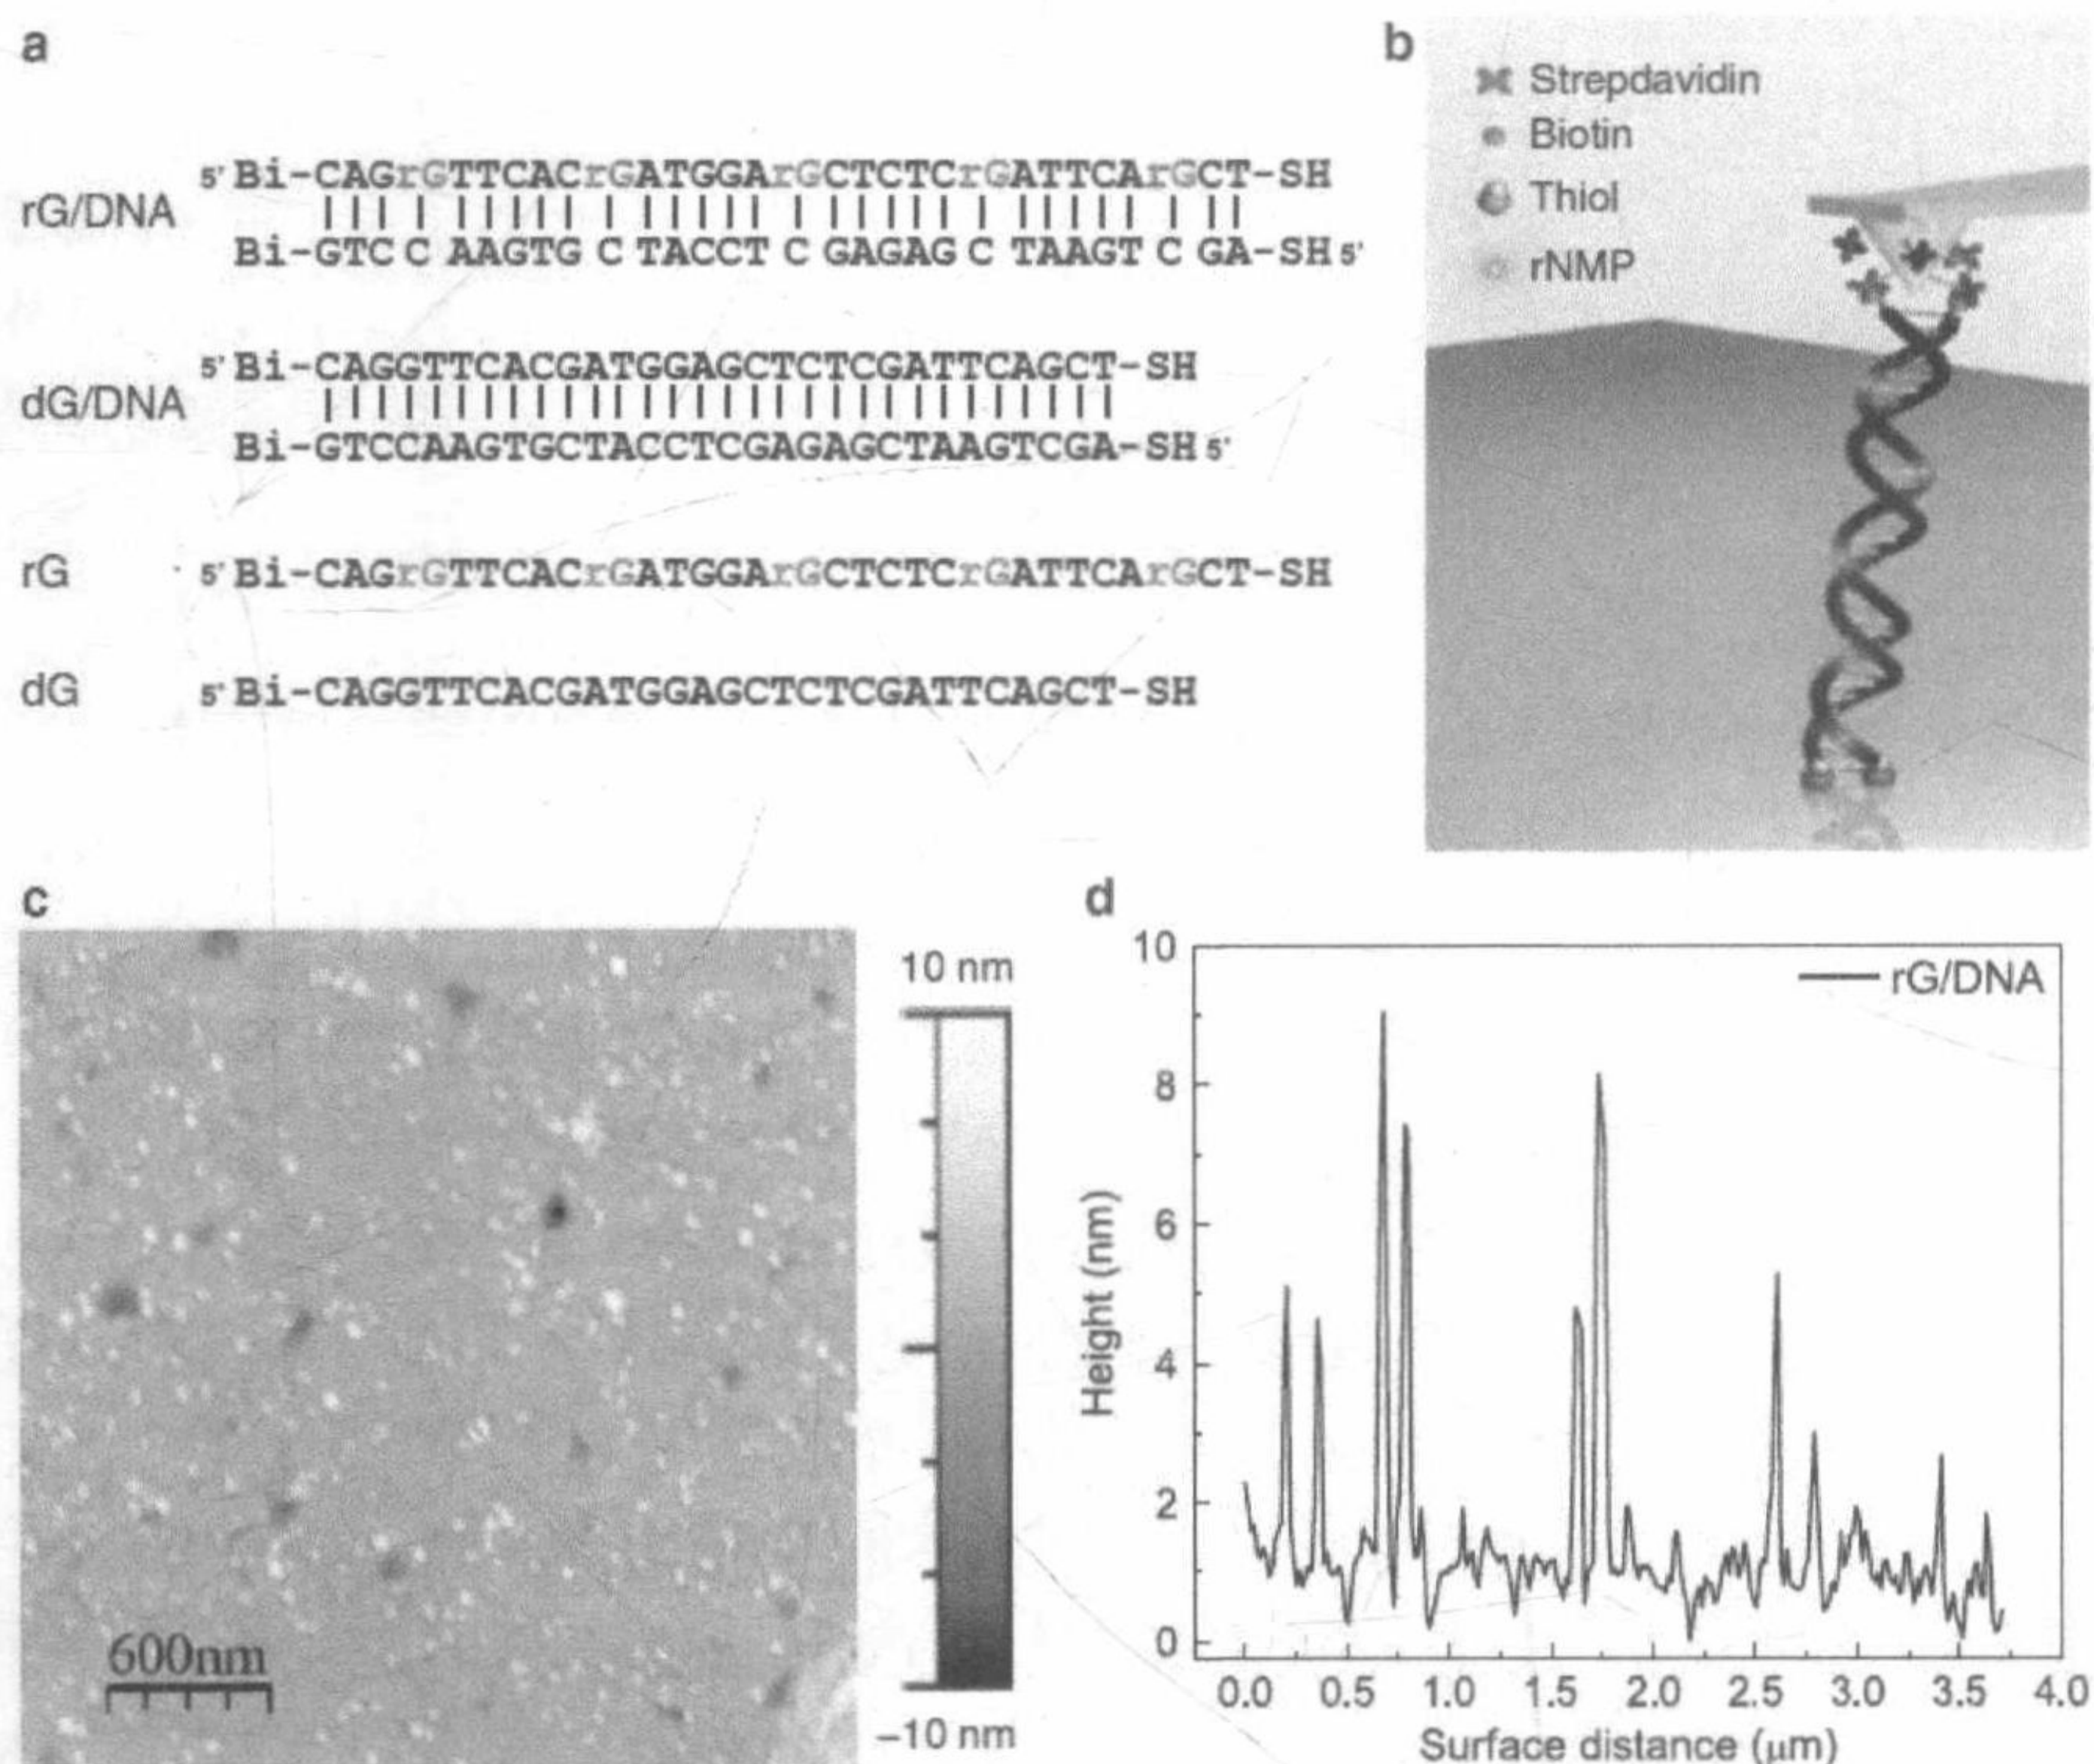 a
5' Bi-CAGrGTTCACrGATGGArGCTCTCrGATTCArGCT-SH
rG/DNA
Bi-GTCC AAGTG C TACCT C GAGAG C TAAGT C GA-SH 5'
5' Bi-CAGGTTCACGATGGAGCTCTCGATTCAGCT-SH
dG/DNA
Bi-GTCCAAGTGCTACCTCGAGAGCTAAGTCGA-SH 5'
rG 5' Bi-CAGrGTTCACrGATGGArGCTCTCrGATTCArGCT-SH
dG 5' Bi-CAGGTTCACGATGGAGCTCTCGATTCAGCT-SH
b
Strepdavidin
Biotin
Thiol
rNMP
c
600nm
10 nm
−10 nm
d
rG/DNA
Height (nm)
10
8
6
4
2
0
0.0 0.5 1.0 1.5 2.0 2.5 3.0 3.5 4.0
Surface distance (μm)